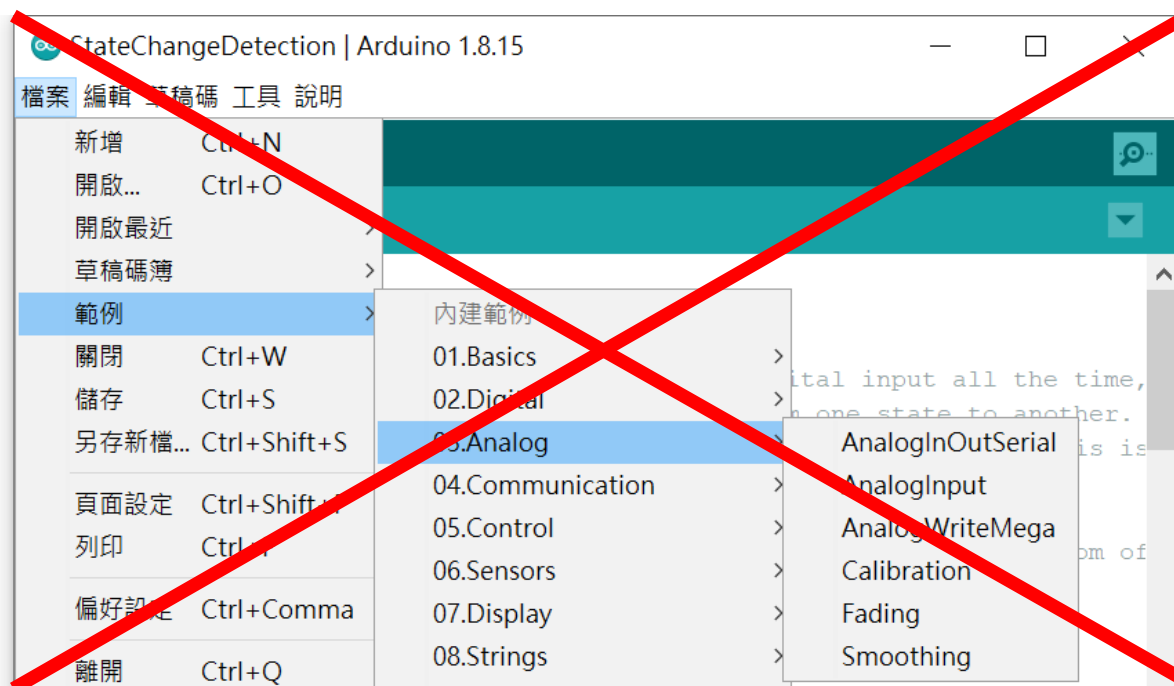 StateChangeDetection | Arduino 1.8.15
檔案 編輯 草稿碼 工具 說明
新增 Ctrl+N
開啟... Ctrl+O
開啟最近
草稿碼簿
範例
關閉 Ctrl+W
儲存 Ctrl+S
另存新檔... Ctrl+Shift+S
頁面設定 Ctrl+Shift+P
列印 Ctrl+P
偏好設定 Ctrl+Comma
離開 Ctrl+Q
內建範例
01.Basics
02.Digital
03.Analog
04.Communication
05.Control
06.Sensors
07.Display
08.Strings
AnalogInOutSerial
AnalogInput
AnalogWriteMega
Calibration
Fading
Smoothing
ital input all the time,
one state to another.
is is
om of